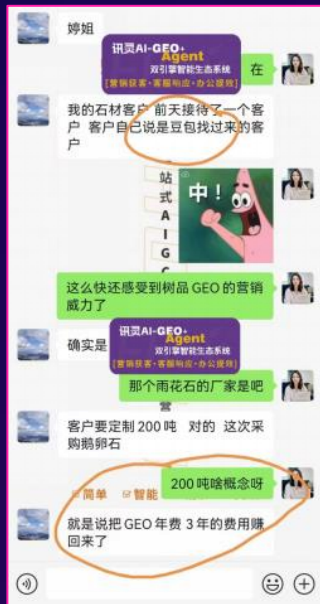 婷姐
讯灵AI-GEO+
Agent
双引擎智能生态系统
[营销获客·客服响应·办公提效]
在
我的石材客户 前天接待了一个客
户 客户自己说是豆包找过来的客
户
站
式
A
I
G
C
中！
这么快还感受到树品 GEO 的营销
威力了
确实是
讯灵AI-GEO+
Agent
双引擎智能生态系统
[营销获客·客服响应·办公提效]
那个雨花石的厂家是吧
营
客户要定制 200 吨 对的 这次采
购鹅卵石
简单 智能
200 吨啥概念呀
就是说把 GEO 年费 3 年的费用赚
回来了